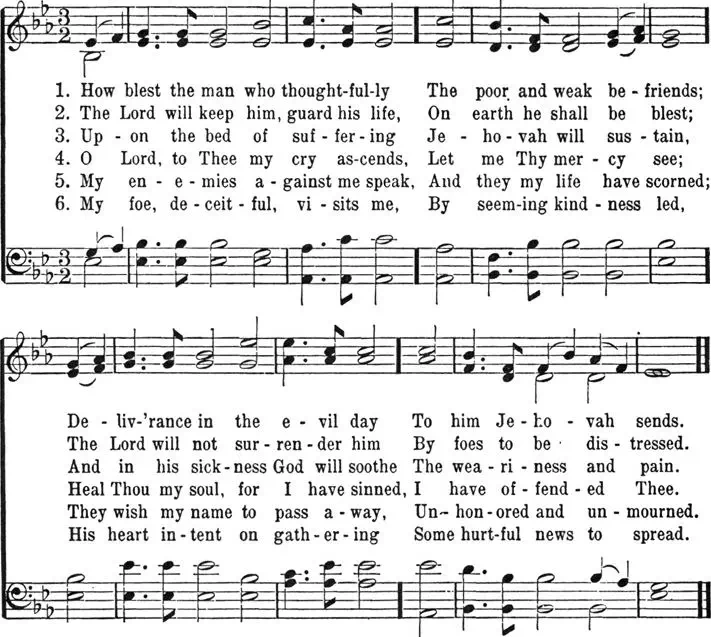 3 2
1. How blest the man who thought-ful-ly The poor and weak be - friends;
2. The Lord will keep him, guard his life, On earth he shall be blest;
3. Up - on the bed of suf - fer - ing Je - ho - vah will sus - tain,
4. O Lord, to Thee my cry as-cends, Let me Thy mer - cy see;
5. My en - e - mies a - gainst me speak, And they my life have scorned;
6. My foe, de - ceit - ful, vi - sits me, By seem-ing kind - ness led,
3 2
De - liv-'rance in the e - vil day To him Je - ho - vah sends.
The Lord will not sur - ren - der him By foes to be dis - tressed.
And in his sick - ness God will soothe The wea - ri - ness and pain.
Heal Thou my soul, for I have sinned, I have of - fend - ed Thee.
They wish my name to pass a - way, Un - hon - ored and un - mourned.
His heart in - tent on gath - er - ing Some hurt-ful news to spread.